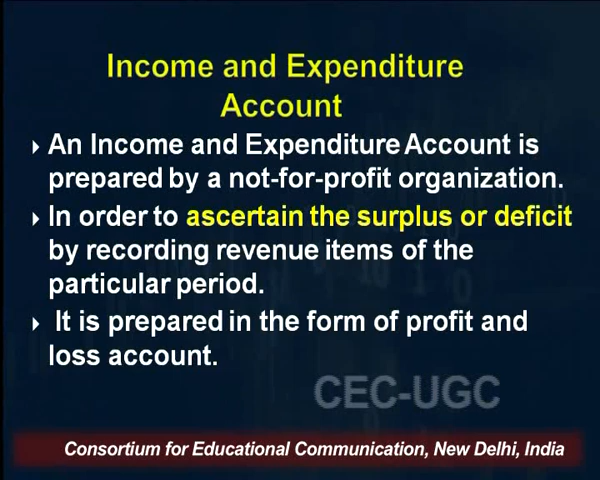 Income and Expenditure
Account
An Income and Expenditure Account is
prepared by a not-for-profit organization.
In order to ascertain the surplus or deficit
by recording revenue items of the
particular period.
It is prepared in the form of profit and
loss account.
CEC-UGC
Consortium for Educational Communication, New Delhi, India